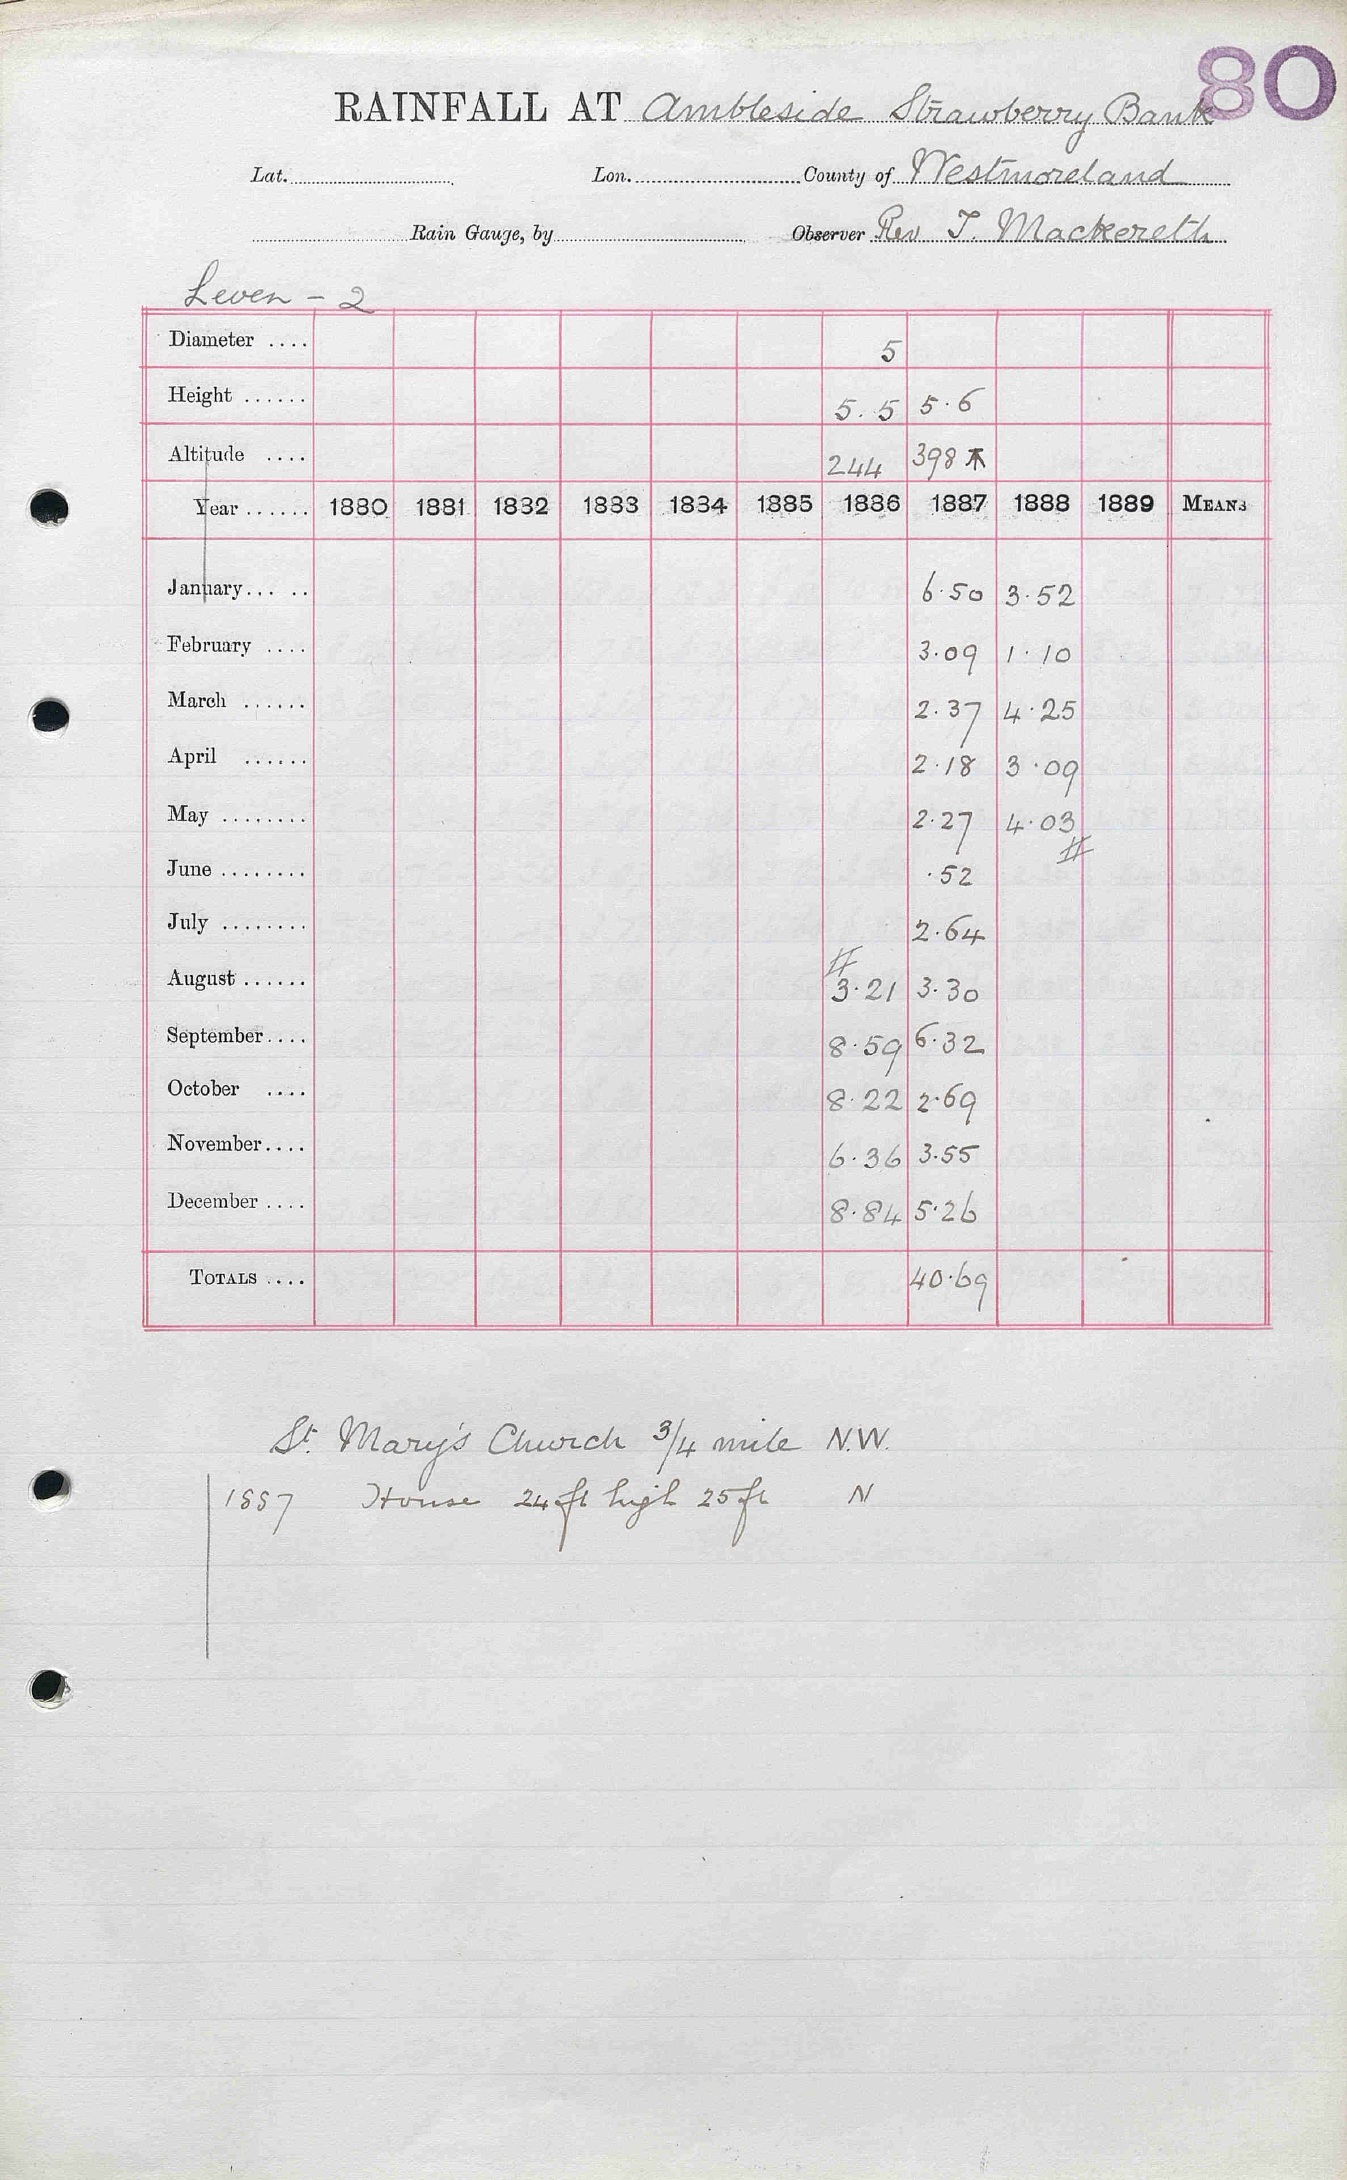 80
RAINFALL AT Ambleside Strawberry Bank
Lat. Lon. County of Westmoreland
Rain Gauge, by Observer Rev T. Mackereth
Leven - 2
Diameter .... 5
Height ...... 5.5 5.6
Altitude .... 244 398
Year ...... 1880 1881 1882 1883 1884 1885 1886 1887 1888 1889 MEANS
January ..... 6.50 3.52
February .... 3.09 1.10
March ...... 2.37 4.25
April ...... 2.18 3.09
May ........ 2.27 4.03 #
June ........ .52
July ........ 2.64
August ...... # 3.21 3.30
September .... 8.59 6.32
October .... 8.22 2.69
November .... 6.36 3.55
December .... 8.84 5.26
TOTALS .... 40.69
St. Mary's Church 3/4 mile N.W.
1887 House 24 ft high 25 ft N